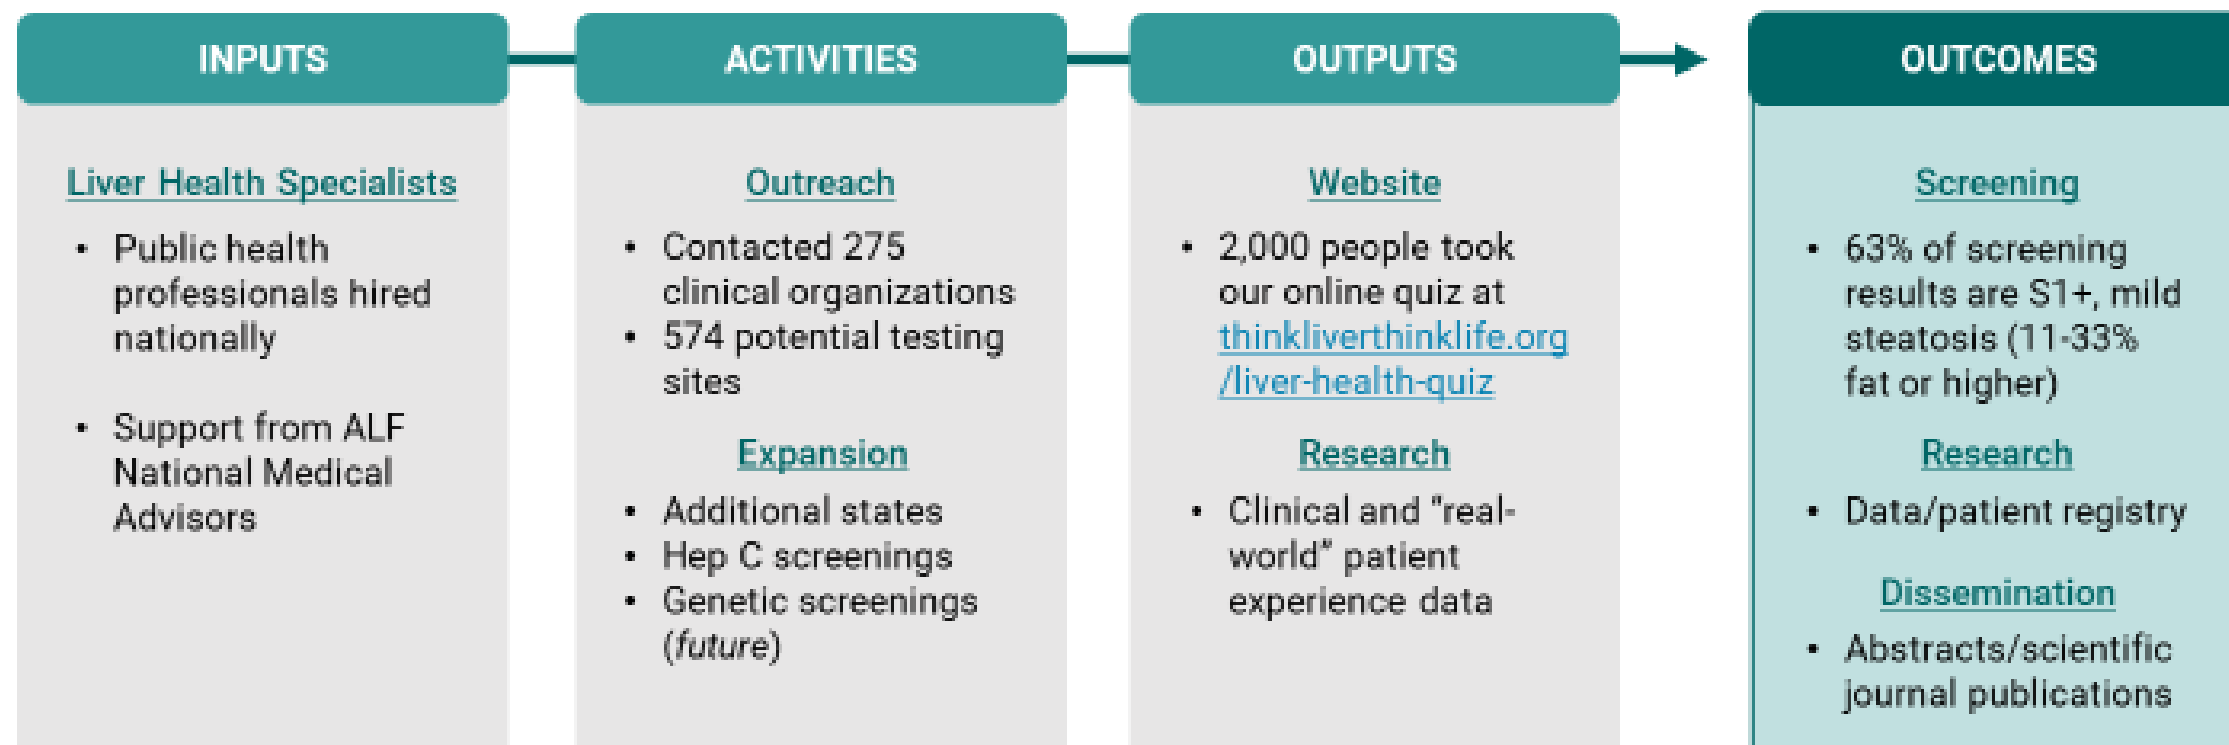 INPUTS
Liver Health Specialists
• Public health
professionals hired
nationally
• Support from ALF
National Medical
Advisors
ACTIVITIES
Outreach
• Contacted 275
clinical organizations
• 574 potential testing
sites
Expansion
• Additional states
• Hep C screenings
• Genetic screenings
(future)
OUTPUTS
Website
• 2,000 people took
our online quiz at
thinkliverthinklife.org
/liver-health-quiz
Research
• Clinical and “real-
world” patient
experience data
OUTCOMES
Screening
• 63% of screening
results are S1+, mild
steatosis (11-33%
fat or higher)
Research
• Data/patient registry
Dissemination
• Abstracts/scientific
journal publications